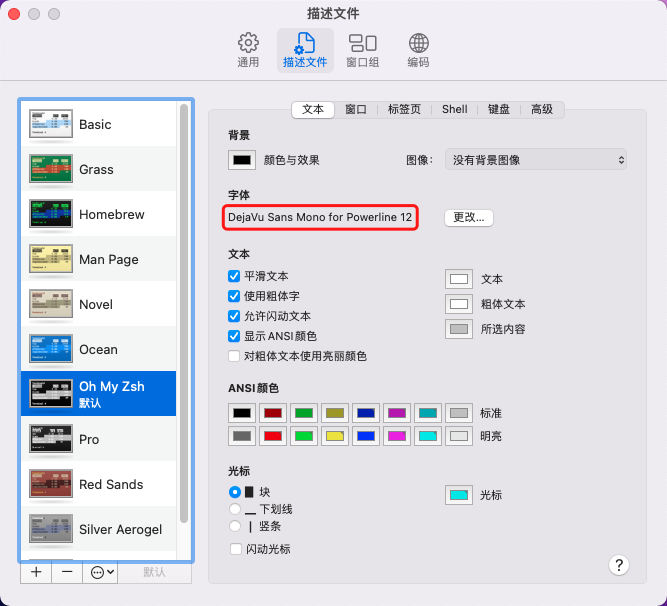 描述文件
通用
描述文件
窗口组
编码
Basic
Grass
Homebrew
Man Page
Novel
Ocean
Oh My Zsh
默认
Pro
Red Sands
Silver Aerogel
默认
文本 窗口 标签页 Shell 键盘 高级
背景
颜色与效果 图像: 没有背景图像
字体
DejaVu Sans Mono for Powerline 12 更改...
文本
平滑文本 文本
使用粗体字 粗体文本
允许闪动文本 所选内容
显示 ANSI 颜色
对粗体文本使用亮丽颜色
ANSI 颜色
标准
明亮
光标
块 光标
下划线
竖条
闪动光标
?